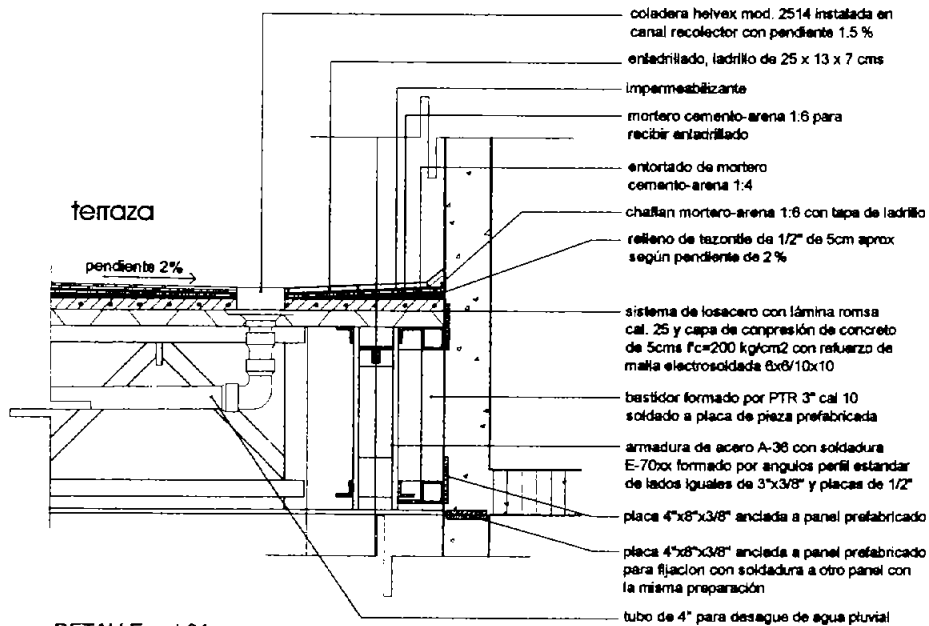 coladera helvex mod. 2514 instalada en
canal recolector con pendiente 1.5 %
enladrillado, ladrillo de 25 x 13 x 7 cms
impermeabilizante
mortero cemento-arena 1:6 para
recibir enladrillado
entortado de mortero
cemento-arena 1:4
terraza
chaflan mortero-arena 1:6 con tapa de ladrillo
relleno de tezontle de 1/2" de 5cm aprox
según pendiente de 2%
pendiente 2%
sistema de losacero con lámina romsa
cal. 25 y capa de conpresión de concreto
de 5cms f'c=200 kg/cm2 con refuerzo de
malla electrosoldada 6x6/10x10
bastidor formado por PTR 3" cal 10
soldado a placa de pieza prefabricada
armadura de acero A-36 con soldadura
E-70xx formado por angulos perfil estandar
de lados iguales de 3"x3/8" y placas de 1/2"
placa 4"x8"x3/8" anclada a panel prefabricado
placa 4"x8"x3/8" anclada a panel prefabricado
para fijacion con soldadura a otro panel con
la misma preparación
tubo de 4" para desague de agua pluvial